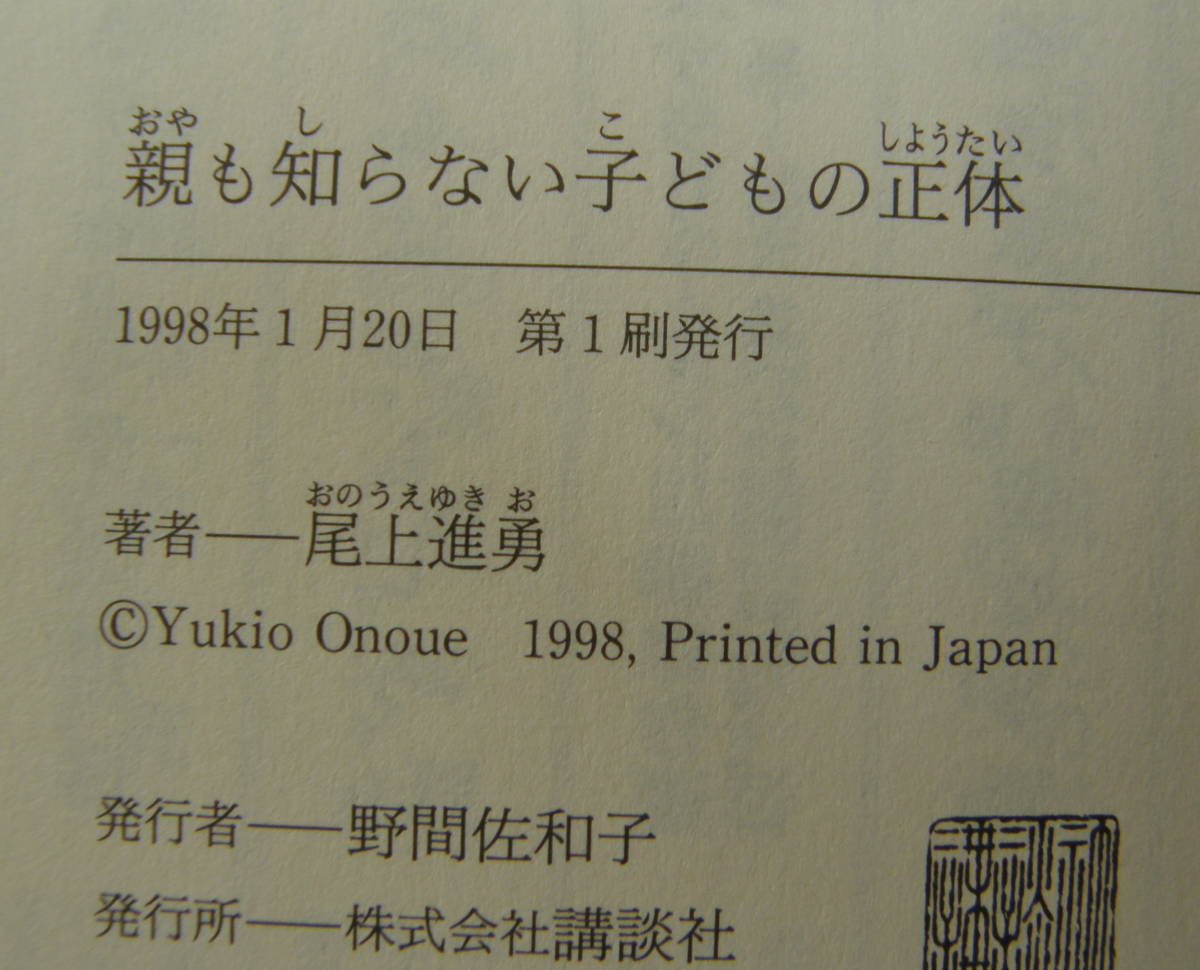 おや し こ しようたい
親も知らない子どもの正体
1998年1月20日　第1刷発行
おのうえゆき お
著者——尾上進勇
©Yukio Onoue　1998, Printed in Japan
発行者——野間佐和子
発行所——株式会社講談社